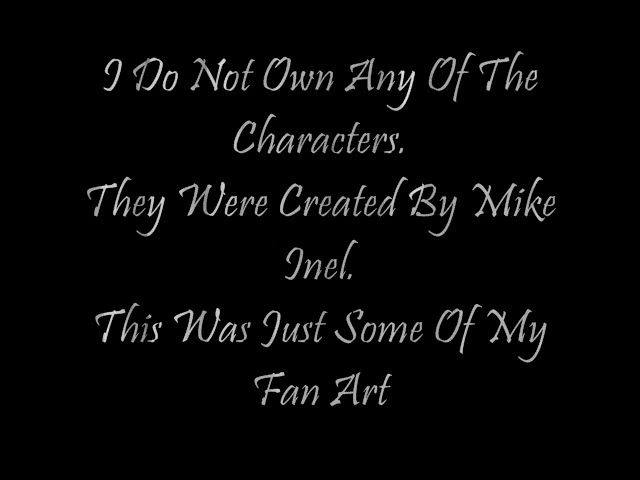 I Do Not Own Any Of The
Characters.
They Were Created By Mike
Inel.
This Was Just Some Of My
Fan Art